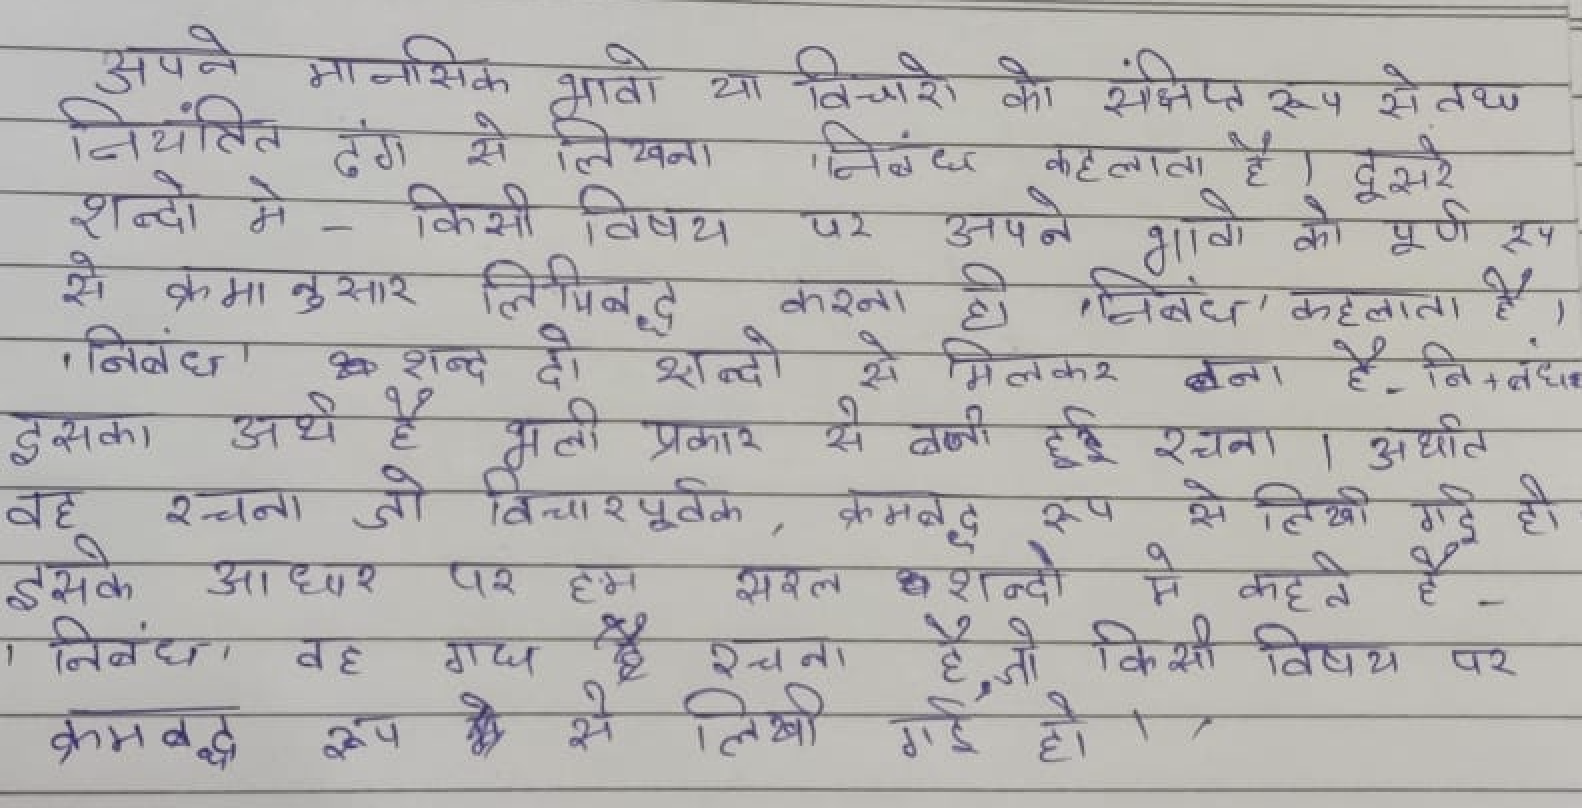 अपने मानसिक भावो या विचारो को संक्षिप्त रूप से तथा
नियंत्रित ढंग से लिखना 'निबंध कहलाता है । दूसरे
शब्दो मे - किसी विषय पर अपने भावो को पूर्ण रूप
से क्रमानुसार लिपिबद्ध करना ही 'निबंध' कहलाता है ।
'निबंध' शब्द दो शब्दो से मिलकर बना है - नि + बंध
इसका अर्थ है भली प्रकार से बनी हुई रचना । अर्थात
वह रचना जो विचारपूर्वक, क्रमबद्ध रूप से लिखी गई हो
इसके आधार पर हम सरल शब्दो मे कहते है -
'निबंध' वह गद्य रचना है, जो किसी विषय पर
क्रमबद्ध रूप से लिखी गई हो ।